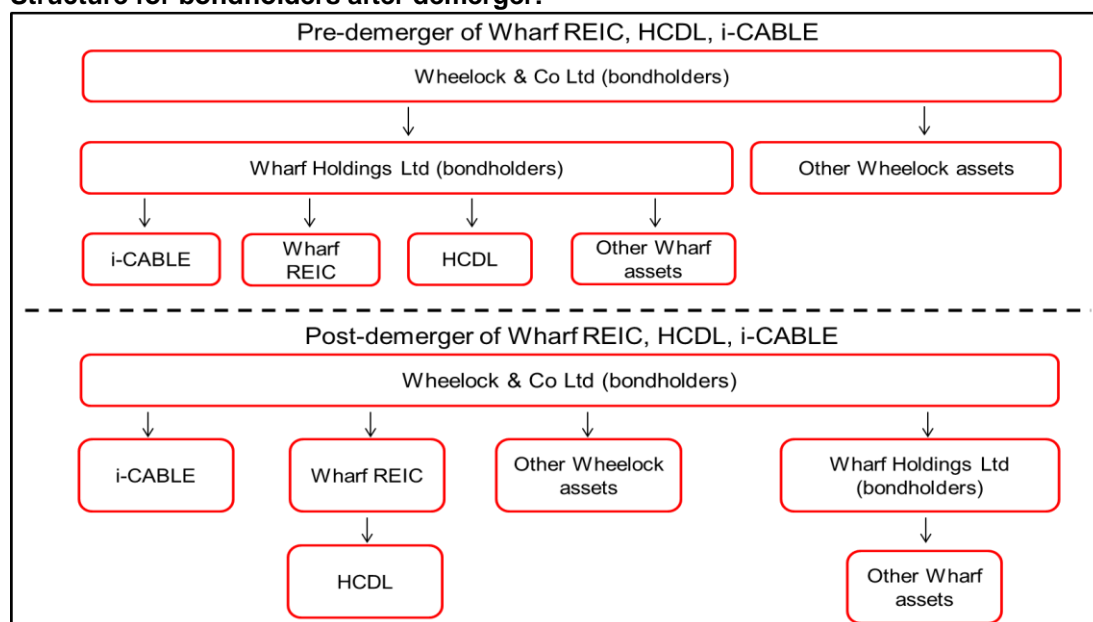 Structure for bondholders after demerger:
Pre-demerger of Wharf REIC, HCDL, i-CABLE
Wheelock & Co Ltd (bondholders)
Wharf Holdings Ltd (bondholders)
Other Wheelock assets
i-CABLE
Wharf
REIC
HCDL
Other Wharf
assets
Post-demerger of Wharf REIC, HCDL, i-CABLE
Wheelock & Co Ltd (bondholders)
i-CABLE
Wharf REIC
Other Wheelock
assets
Wharf Holdings Ltd
(bondholders)
HCDL
Other Wharf
assets